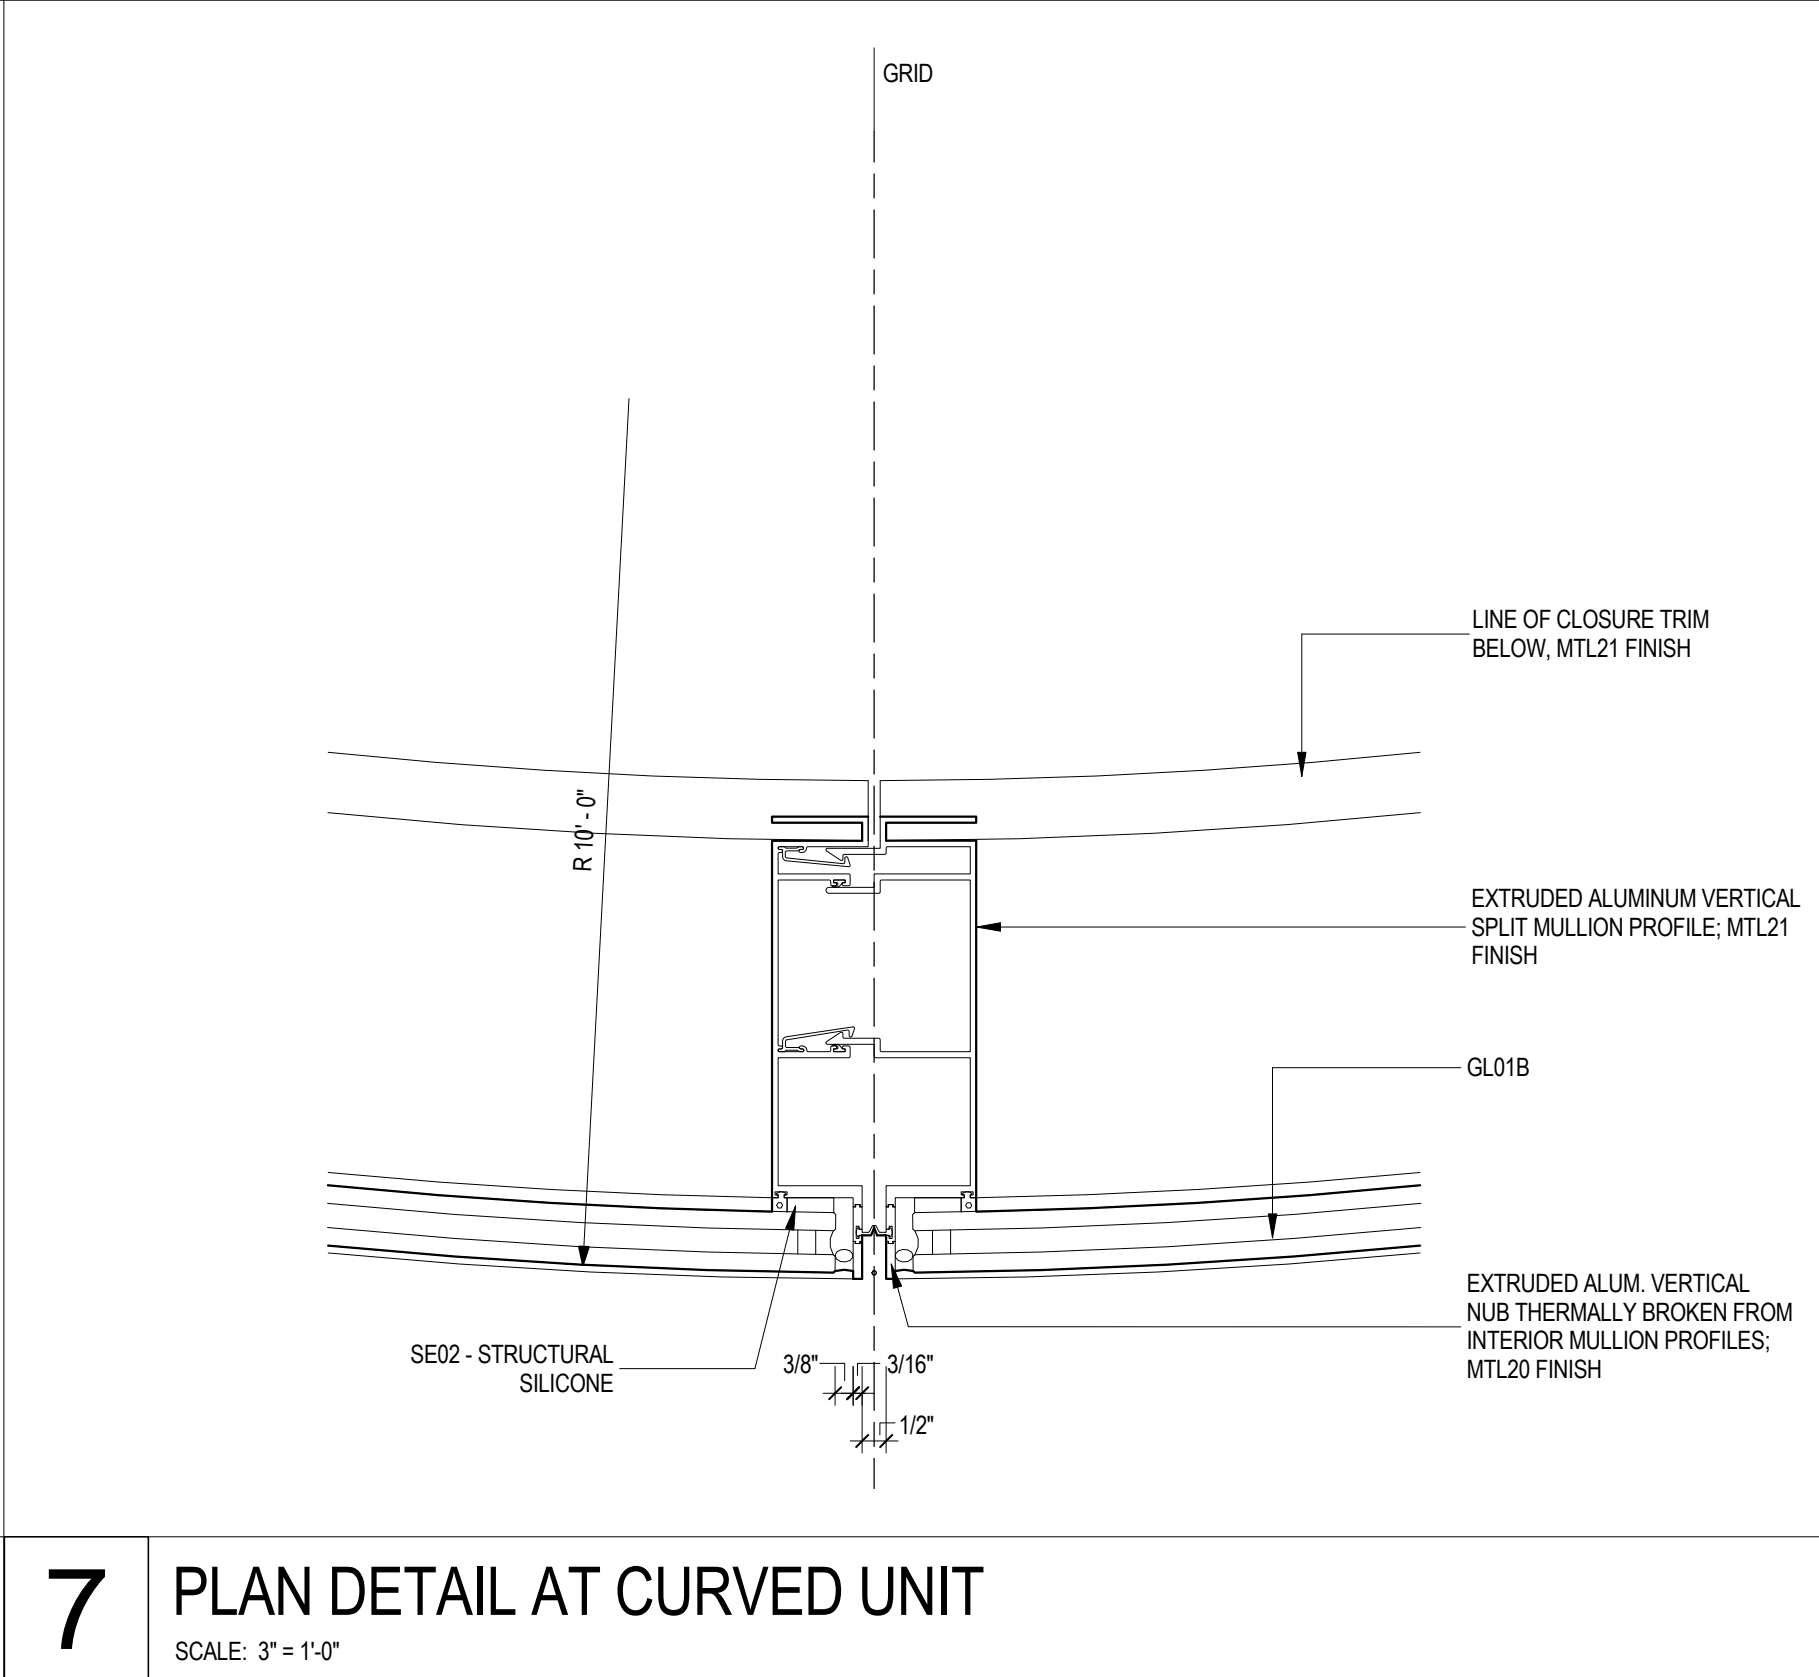 GRID
LINE OF CLOSURE TRIM
BELOW, MTL21 FINISH
R 10' - 0"
EXTRUDED ALUMINUM VERTICAL
SPLIT MULLION PROFILE; MTL21
FINISH
GL01B
EXTRUDED ALUM. VERTICAL
NUB THERMALLY BROKEN FROM
INTERIOR MULLION PROFILES;
MTL20 FINISH
SE02 - STRUCTURAL
SILICONE
3/8"
3/16"
1/2"
7
PLAN DETAIL AT CURVED UNIT
SCALE: 3" = 1'-0"